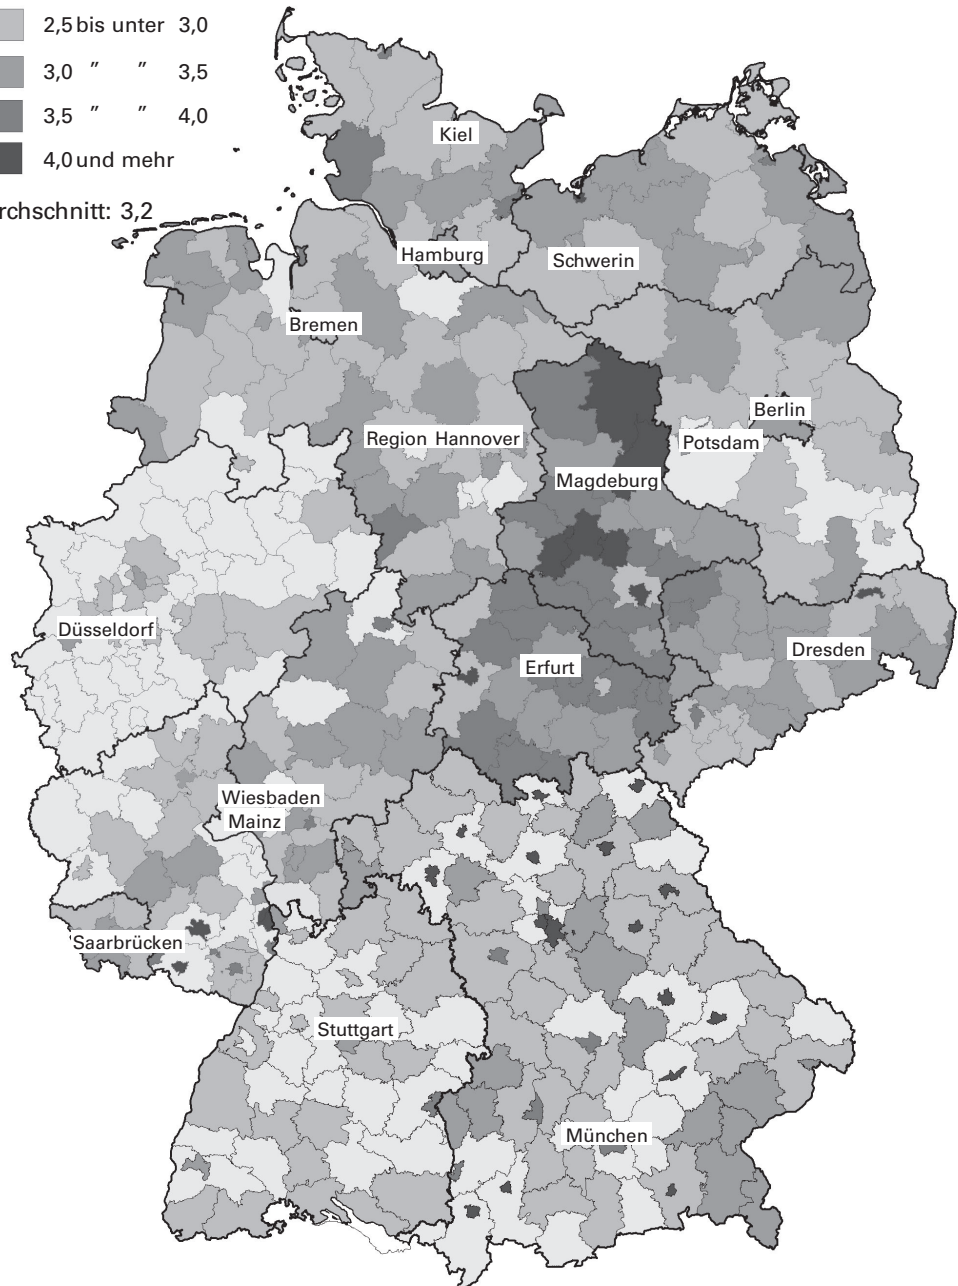 2,5 bis unter 3,0
3,0 " " 3,5
3,5 " " 4,0
4,0 und mehr
rchschnitt: 3,2
Kiel
Hamburg
Schwerin
Bremen
Berlin
Region Hannover
Potsdam
Magdeburg
Düsseldorf
Dresden
Erfurt
Wiesbaden
Mainz
Saarbrücken
Stuttgart
München